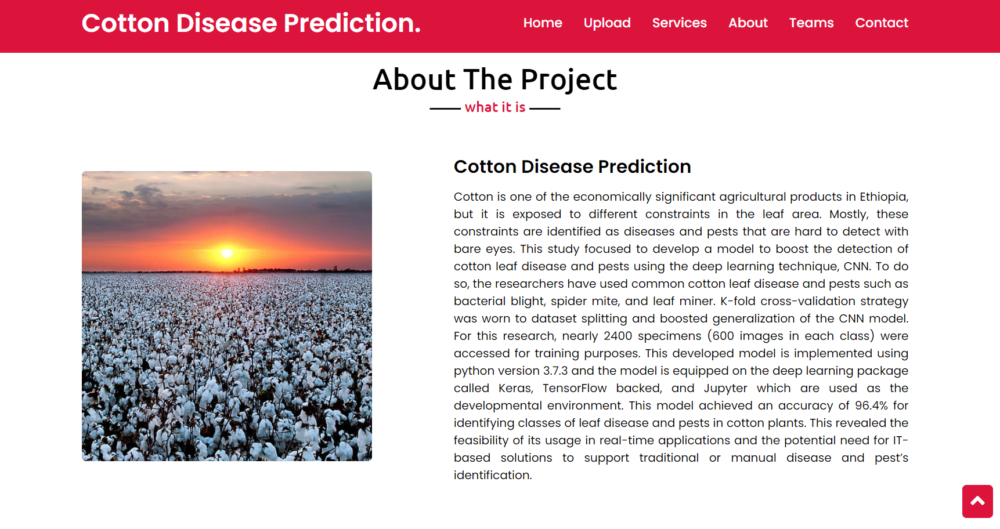 Cotton Disease Prediction.
Home Upload Services About Teams Contact
About The Project
what it is
Cotton Disease Prediction
Cotton is one of the economically significant agricultural products in Ethiopia,
but it is exposed to different constraints in the leaf area. Mostly, these
constraints are identified as diseases and pests that are hard to detect with
bare eyes. This study focused to develop a model to boost the detection of
cotton leaf disease and pests using the deep learning technique, CNN. To do
so, the researchers have used common cotton leaf disease and pests such as
bacterial blight, spider mite, and leaf miner. K-fold cross-validation strategy
was worn to dataset splitting and boosted generalization of the CNN model.
For this research, nearly 2400 specimens (600 images in each class) were
accessed for training purposes. This developed model is implemented using
python version 3.7.3 and the model is equipped on the deep learning package
called Keras, TensorFlow backed, and Jupyter which are used as the
developmental environment. This model achieved an accuracy of 96.4% for
identifying classes of leaf disease and pests in cotton plants. This revealed the
feasibility of its usage in real-time applications and the potential need for IT-
based solutions to support traditional or manual disease and pest’s
identification.